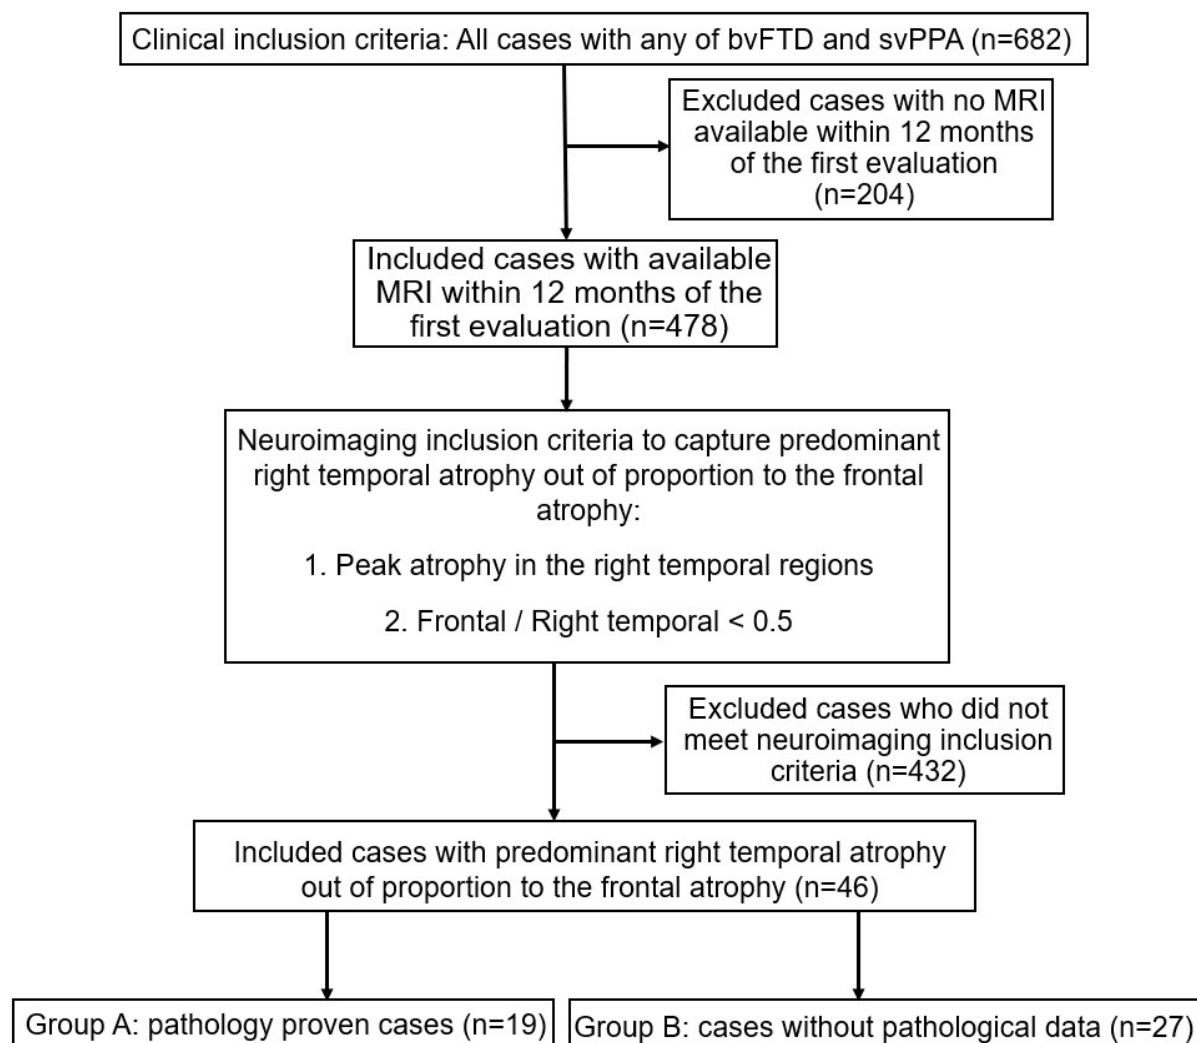 Clinical inclusion criteria: All cases with any of bvFTD and svPPA (n=682)
Excluded cases with no MRI
available within 12 months
of the first evaluation
(n=204)
Included cases with available
MRI within 12 months of the
first evaluation (n=478)
Neuroimaging inclusion criteria to capture predominant
right temporal atrophy out of proportion to the frontal
atrophy:
1. Peak atrophy in the right temporal regions
2. Frontal / Right temporal < 0.5
Excluded cases who did not
meet neuroimaging inclusion
criteria (n=432)
Included cases with predominant right temporal atrophy
out of proportion to the frontal atrophy (n=46)
Group A: pathology proven cases (n=19)
Group B: cases without pathological data (n=27)